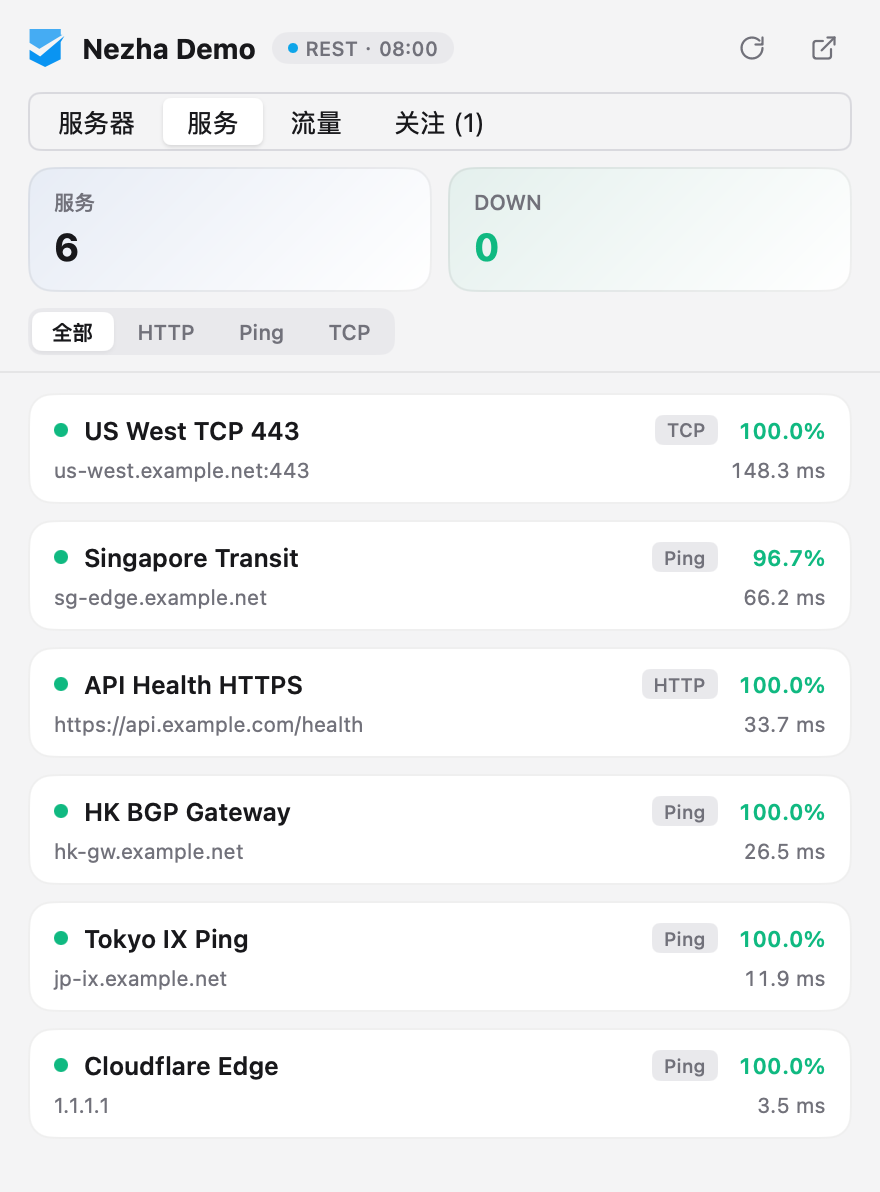 Nezha Demo REST · 08:00
服务器 服务 流量 关注 (1)
服务 DOWN
6 0
全部 HTTP Ping TCP
US West TCP 443 TCP 100.0%
us-west.example.net:443 148.3 ms
Singapore Transit Ping 96.7%
sg-edge.example.net 66.2 ms
API Health HTTPS HTTP 100.0%
https://api.example.com/health 33.7 ms
HK BGP Gateway Ping 100.0%
hk-gw.example.net 26.5 ms
Tokyo IX Ping Ping 100.0%
jp-ix.example.net 11.9 ms
Cloudflare Edge Ping 100.0%
1.1.1.1 3.5 ms